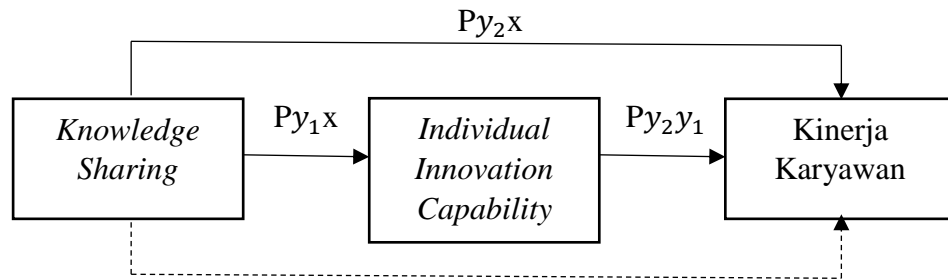 Py₂x
Knowledge
Sharing
Py₁x
Individual
Innovation
Capability
Py₂y₁
Kinerja
Karyawan